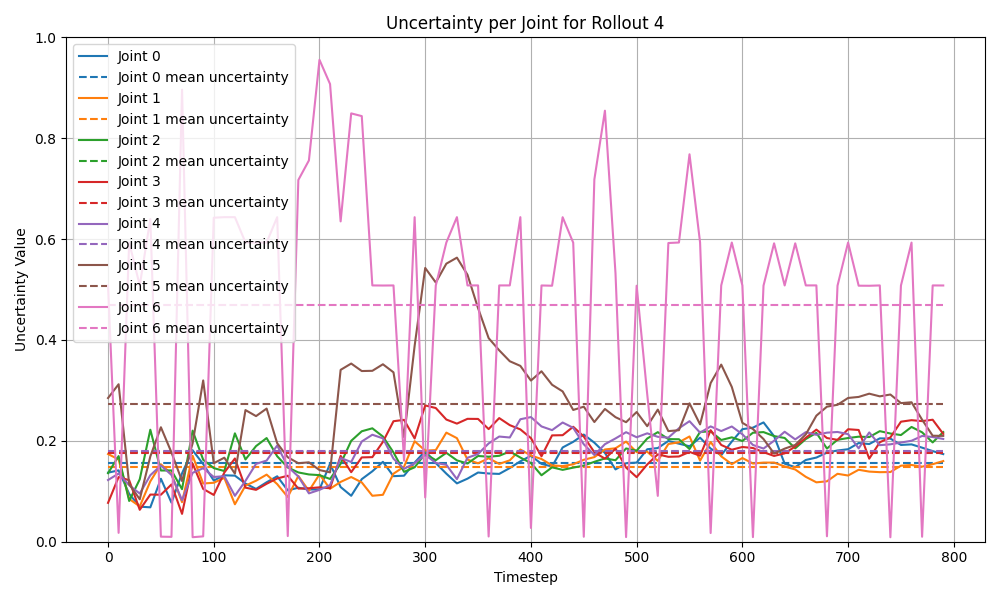 Uncertainty per Joint for Rollout 4
Uncertainty Value
1.0
0.8
0.6
0.4
0.2
0.0
Joint 0
Joint 0 mean uncertainty
Joint 1
Joint 1 mean uncertainty
Joint 2
Joint 2 mean uncertainty
Joint 3
Joint 3 mean uncertainty
Joint 4
Joint 4 mean uncertainty
Joint 5
Joint 5 mean uncertainty
Joint 6
Joint 6 mean uncertainty
0 100 200 300 400 500 600 700 800
Timestep